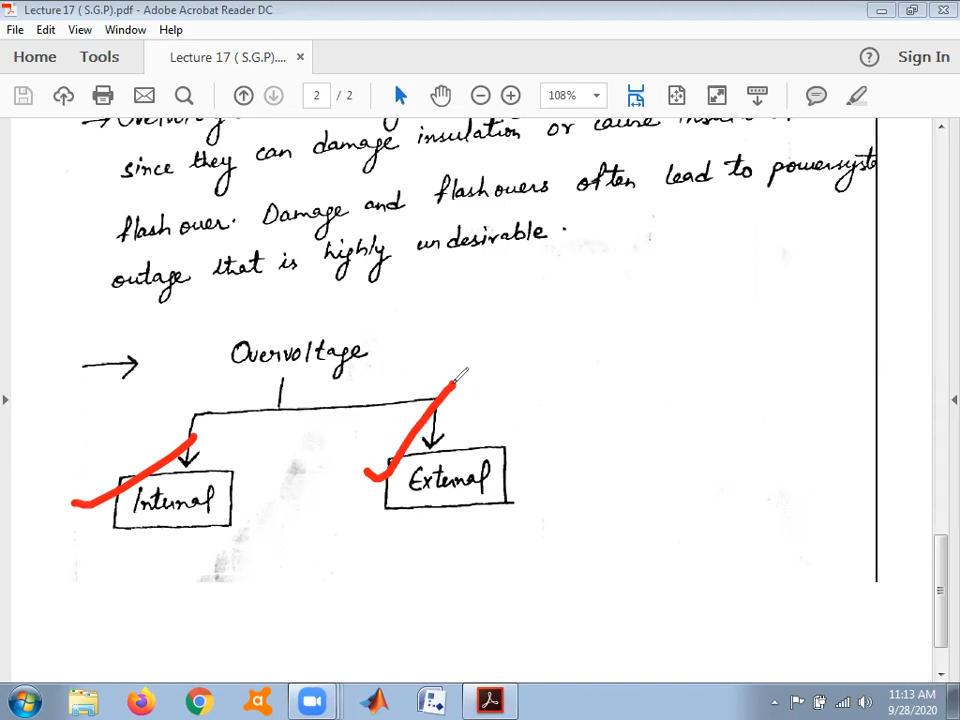 Lecture 17 ( S.G.P).pdf - Adobe Acrobat Reader DC
File Edit View Window Help
Home Tools Lecture 17 ( S.G.P).... × Sign In
2 / 2 108%
insulation or cause
since they can damage
flashover. Damage and flashovers often lead to powersyste
outage that is highly undesirable.
Overvoltage
Internal
External
11:13 AM
9/28/2020